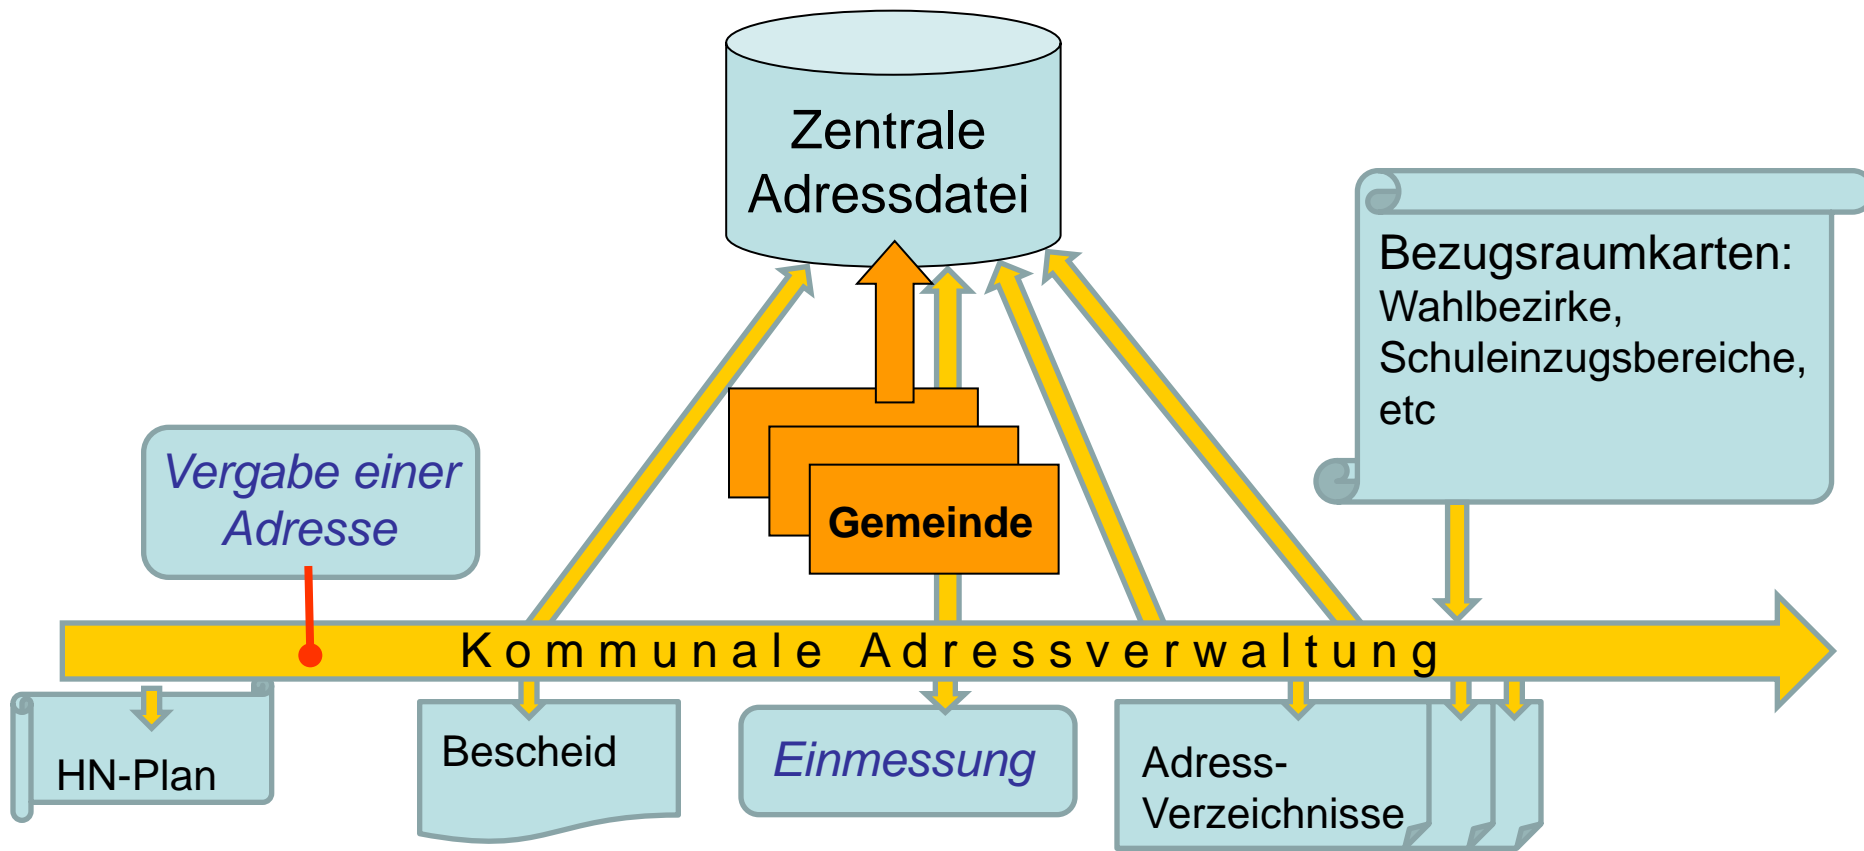 Zentrale
Adressdatei
Bezugsraumkarten:
Wahlbezirke,
Schuleinzugsbereiche,
etc
Vergabe einer
Adresse
Gemeinde
Kommunale Adressverwaltung
HN-Plan
Bescheid
Einmessung
Adress-
Verzeichnisse